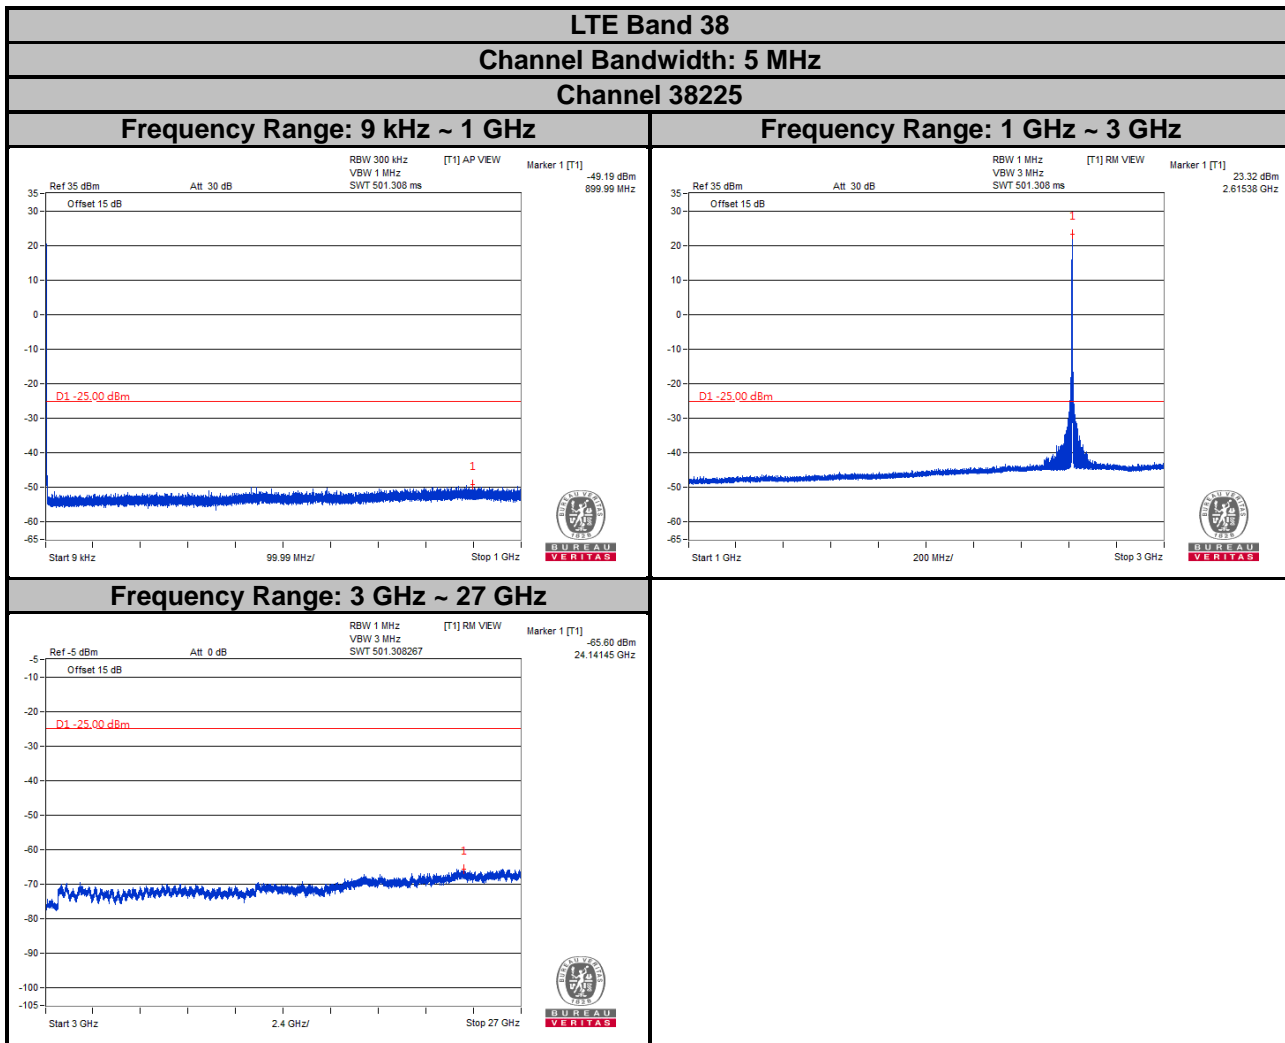 LTE Band 38
Channel Bandwidth: 5 MHz
Channel 38225
Frequency Range: 9 kHz ~ 1 GHz
RBW 300 kHz [T1] AP VIEW Marker 1 [T1]
VBW 1 MHz -49.19 dBm
Ref 35 dBm Att 30 dB SWT 501.308 ms 899.99 MHz
Offset 15 dB
35
30
20
10
0
-10
-20
D1 -25.00 dBm
-30
-40
1
-50
-60
-65
Start 9 kHz 99.99 MHz/ Stop 1 GHz
BUREAU VERITAS
1828
BUREAU
VERITAS
Frequency Range: 1 GHz ~ 3 GHz
RBW 1 MHz [T1] RM VIEW Marker 1 [T1]
VBW 3 MHz 23.32 dBm
Ref 35 dBm Att 30 dB SWT 501.308 ms 2.61538 GHz
Offset 15 dB
35
30
1
20
10
0
-10
-20
D1 -25.00 dBm
-30
-40
-50
-60
-65
Start 1 GHz 200 MHz/ Stop 3 GHz
BUREAU VERITAS
1828
BUREAU
VERITAS
Frequency Range: 3 GHz ~ 27 GHz
RBW 1 MHz [T1] RM VIEW Marker 1 [T1]
VBW 3 MHz -65.60 dBm
Ref -5 dBm Att 0 dB SWT 501.308267 24.14145 GHz
Offset 15 dB
-5
-10
-20
D1 -25.00 dBm
-30
-40
-50
-60
1
-70
-80
-90
-100
-105
Start 3 GHz 2.4 GHz/ Stop 27 GHz
BUREAU VERITAS
1828
BUREAU
VERITAS